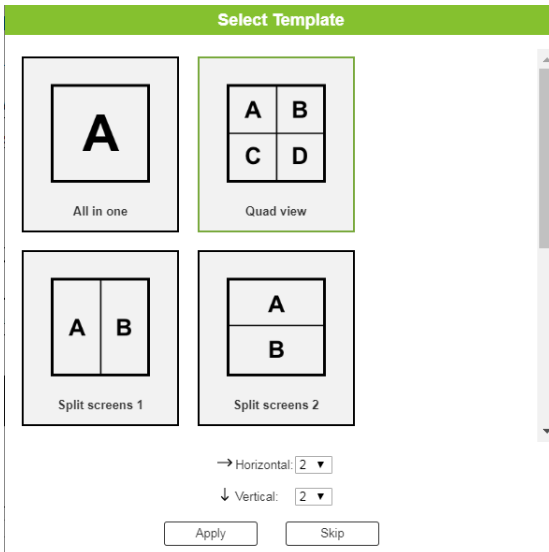 Select Template
A
All in one
A B
C D
Quad view
A B
Split screens 1
A
B
Split screens 2
→ Horizontal: 2 ▼
↓ Vertical: 2 ▼
Apply Skip